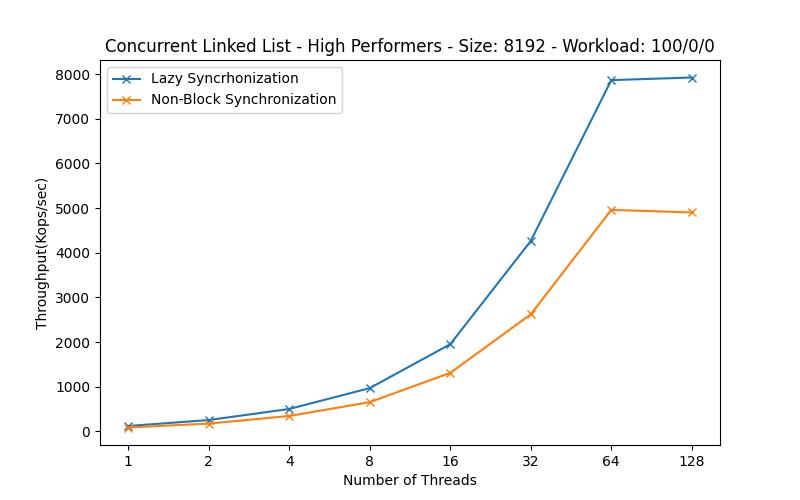 Concurrent Linked List - High Performers - Size: 8192 - Workload: 100/0/0
Lazy Syncrhonization
Non-Block Synchronization
Throughput(Kops/sec)
8000
7000
6000
5000
4000
3000
2000
1000
0
1 2 4 8 16 32 64 128
Number of Threads